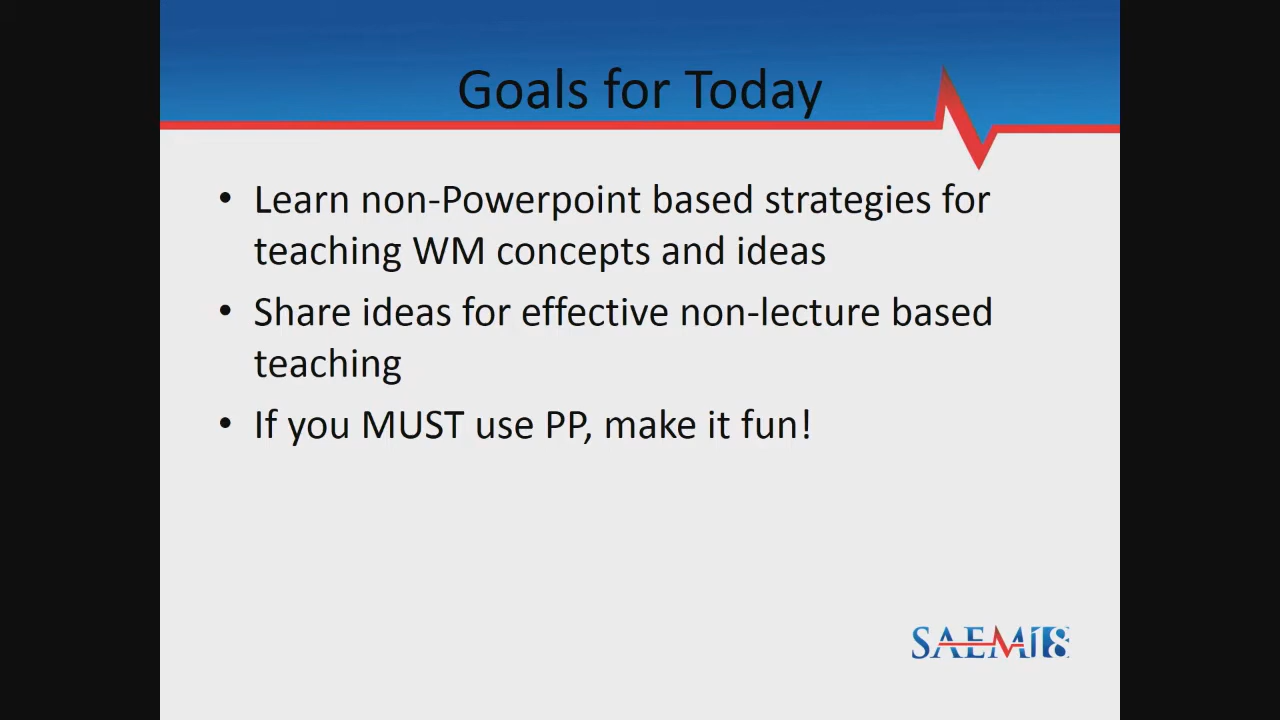 Goals for Today
• Learn non-Powerpoint based strategies for
teaching WM concepts and ideas
• Share ideas for effective non-lecture based
teaching
• If you MUST use PP, make it fun!
SAEM18